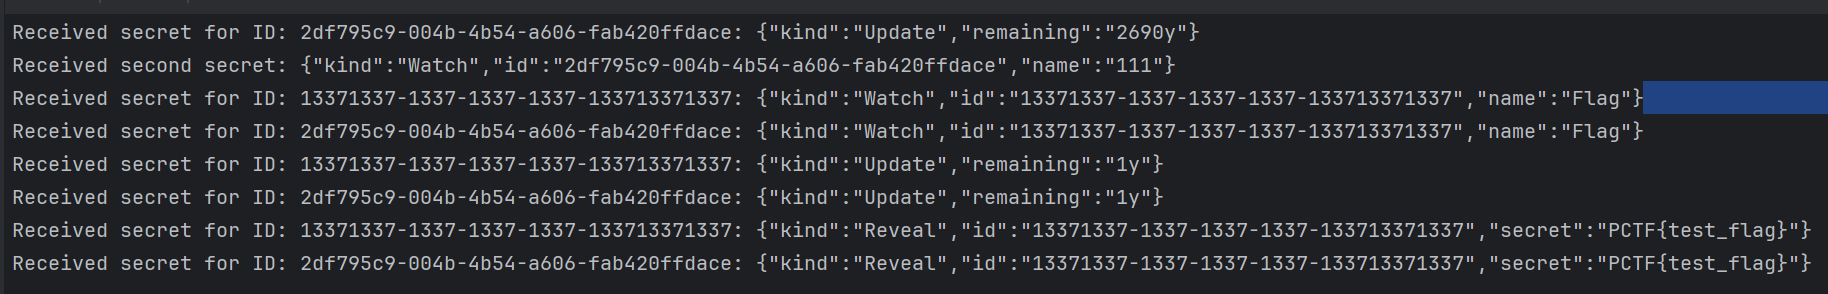 Received secret for ID: 2df795c9-004b-4b54-a606-fab420ffdace: {"kind":"Update","remaining":"2690y"}
Received second secret: {"kind":"Watch","id":"2df795c9-004b-4b54-a606-fab420ffdace","name":"111"}
Received secret for ID: 13371337-1337-1337-1337-133713371337: {"kind":"Watch","id":"13371337-1337-1337-1337-133713371337","name":"Flag"}
Received secret for ID: 2df795c9-004b-4b54-a606-fab420ffdace: {"kind":"Watch","id":"13371337-1337-1337-1337-133713371337","name":"Flag"}
Received secret for ID: 13371337-1337-1337-1337-133713371337: {"kind":"Update","remaining":"1y"}
Received secret for ID: 2df795c9-004b-4b54-a606-fab420ffdace: {"kind":"Update","remaining":"1y"}
Received secret for ID: 13371337-1337-1337-1337-133713371337: {"kind":"Reveal","id":"13371337-1337-1337-1337-133713371337","secret":"PCTF{test_flag}"}
Received secret for ID: 2df795c9-004b-4b54-a606-fab420ffdace: {"kind":"Reveal","id":"13371337-1337-1337-1337-133713371337","secret":"PCTF{test_flag}"}